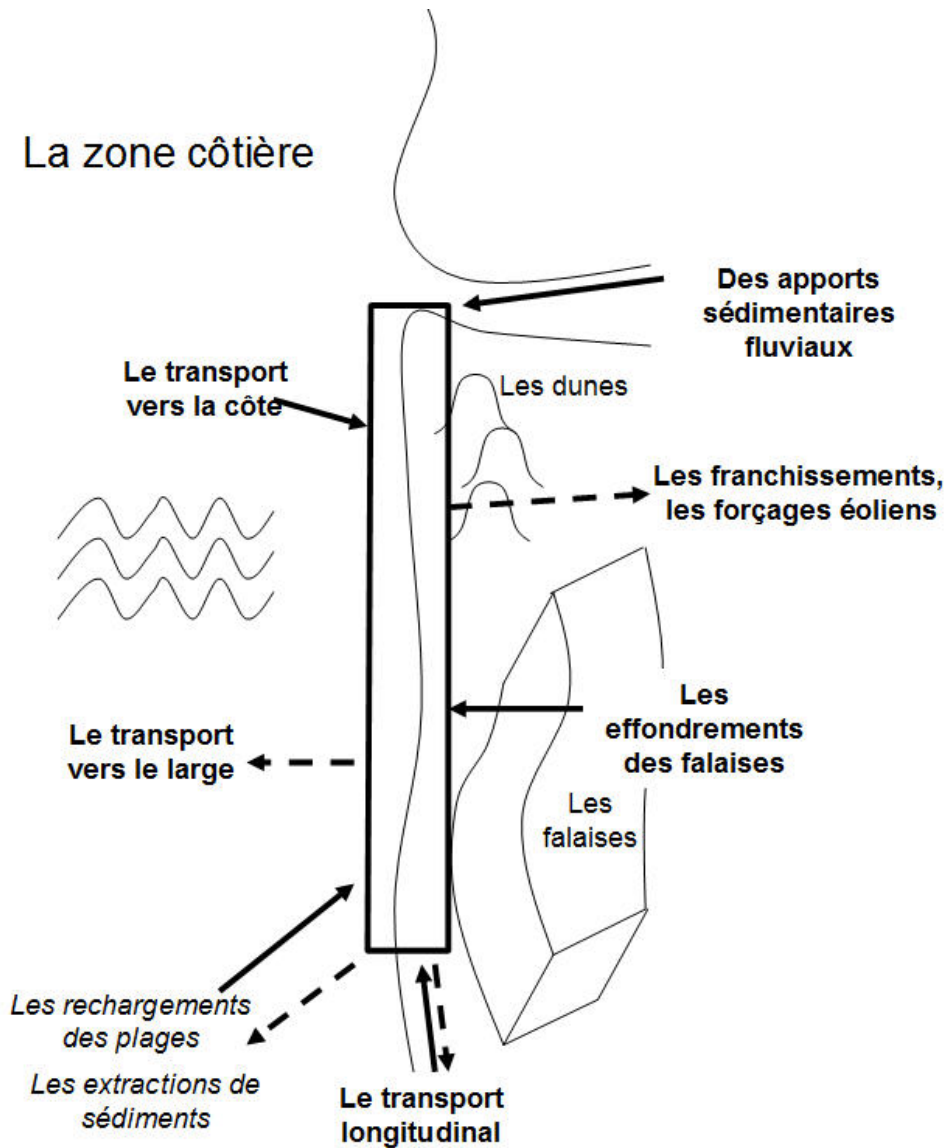 La zone côtière
Des apports
sédimentaires
fluviaux
Le transport
vers la côte
Les dunes
Les franchissements,
les forçages éoliens
Les
effondrements
des falaises
Le transport
vers le large
Les
falaises
Les rechargements
des plages
Les extractions de
sédiments
Le transport
longitudinal